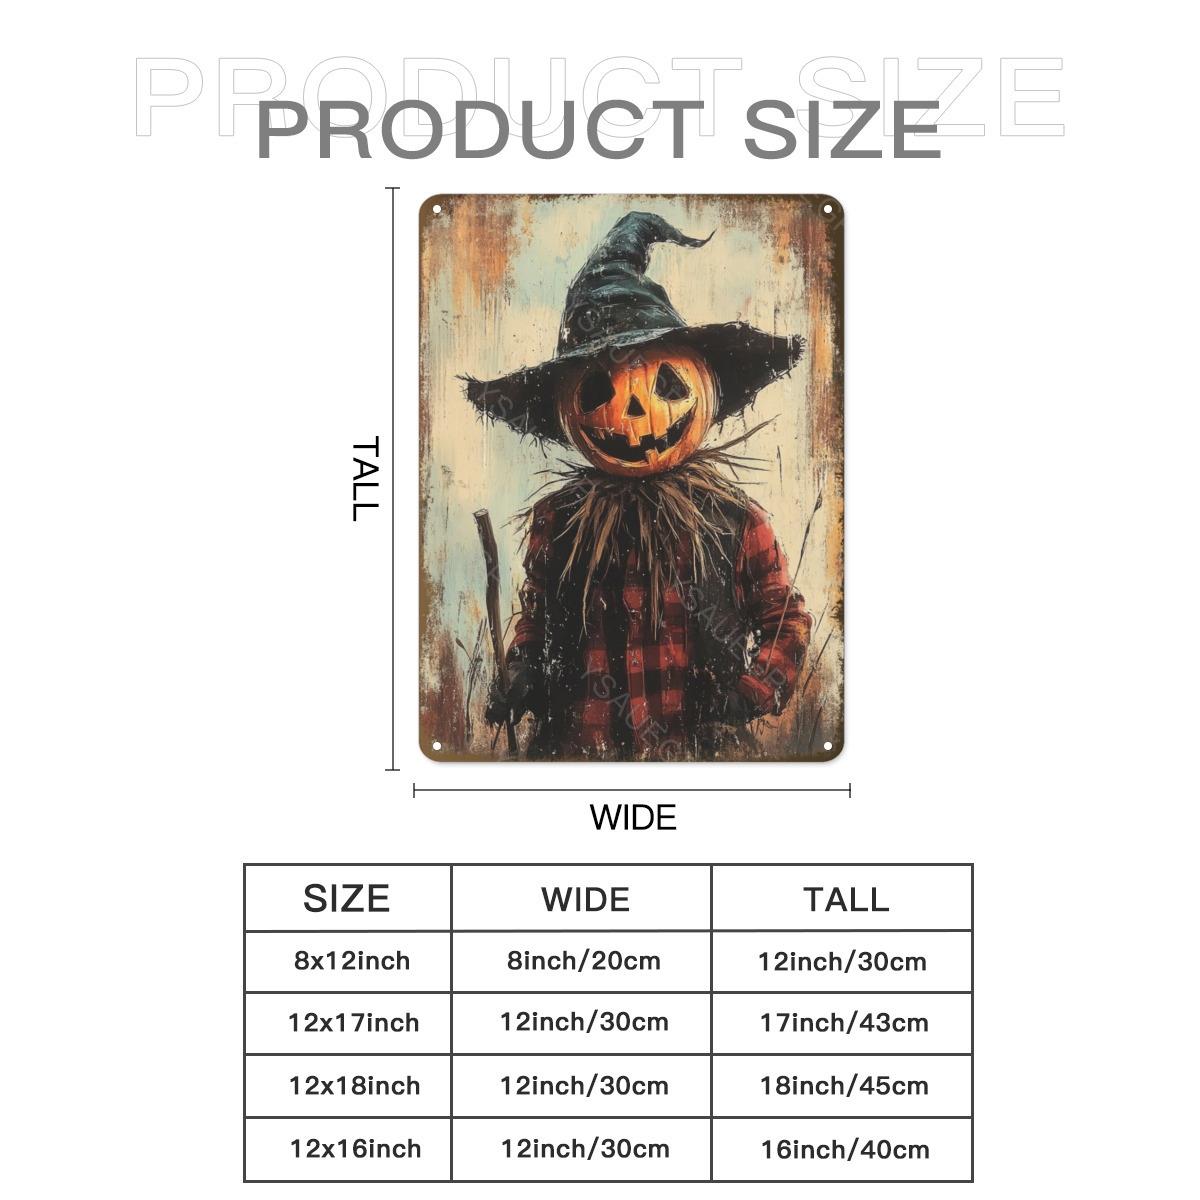 PRODUCT SIZE
PRODUCT SIZE
TALL
WIDE
SIZE WIDE TALL
8x12inch 8inch/20cm 12inch/30cm
12x17inch 12inch/30cm 17inch/43cm
12x18inch 12inch/30cm 18inch/45cm
12x16inch 12inch/30cm 16inch/40cm